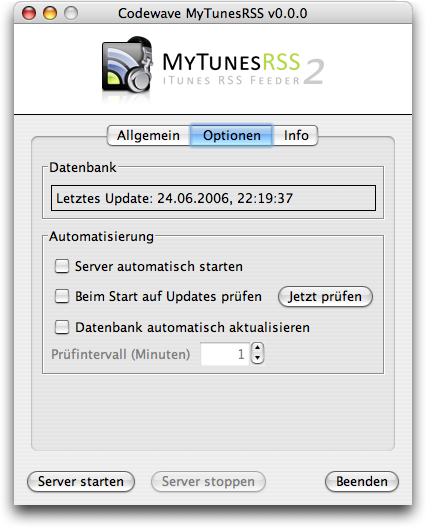 Codewave MyTunesRSS v0.0.0
MYTUNESRSS 2
ITUNES RSS FEEDER
Allgemein Optionen Info
Datenbank
Letztes Update: 24.06.2006, 22:19:37
Automatisierung
Server automatisch starten
Beim Start auf Updates prüfen Jetzt prüfen
Datenbank automatisch aktualisieren
Prüfintervall (Minuten) 1
Server starten Server stoppen Beenden